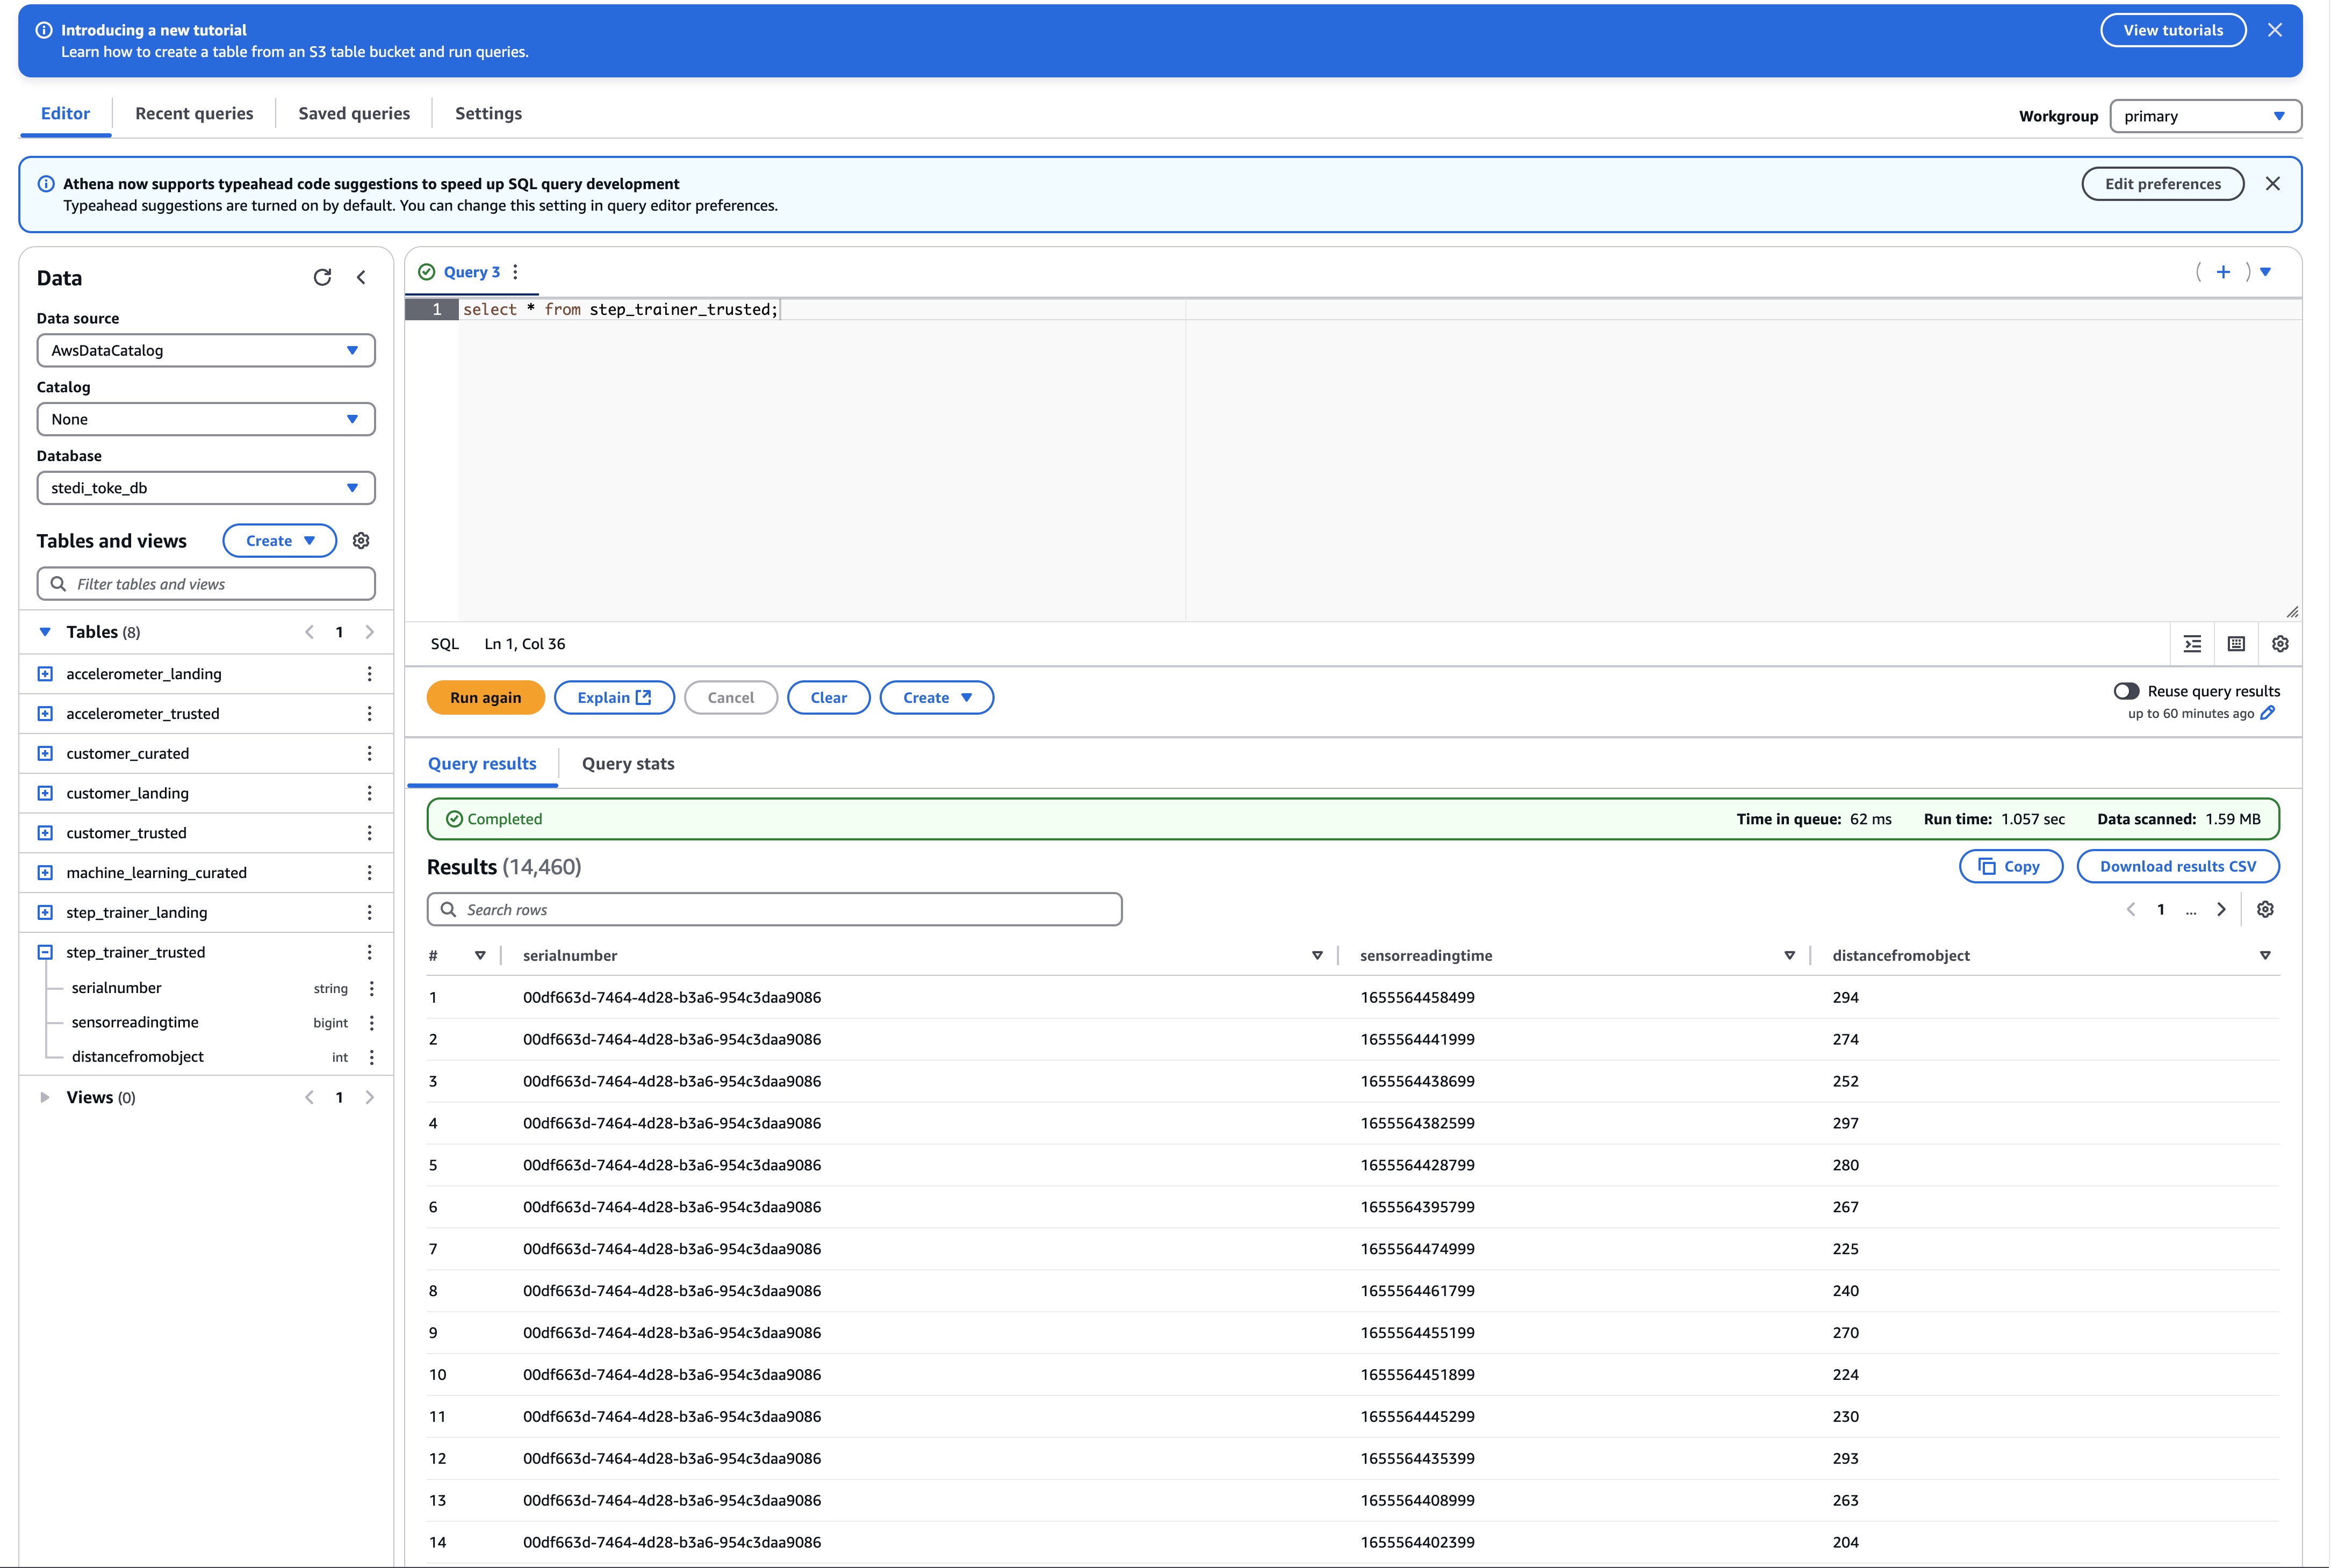 Introducing a new tutorial
Learn how to create a table from an S3 table bucket and run queries.
View tutorials
Editor
Recent queries
Saved queries
Settings
Workgroup
primary
Athena now supports typeahead code suggestions to speed up SQL query development
Typeahead suggestions are turned on by default. You can change this setting in query editor preferences.
Edit preferences
Data
Data source
AwsDataCatalog
Catalog
None
Database
stedi_toke_db
Tables and views
Create
Filter tables and views
Tables (8)
1
accelerometer_landing
accelerometer_trusted
customer_curated
customer_landing
customer_trusted
machine_learning_curated
step_trainer_landing
step_trainer_trusted
serialnumber string
sensorreadingtime bigint
distancefromobject int
Views (0)
1
Query 3
1 select * from step_trainer_trusted;
SQL Ln 1, Col 36
Run again
Explain
Cancel
Clear
Create
Reuse query results
up to 60 minutes ago
Query results
Query stats
Completed
Time in queue: 62 ms Run time: 1.057 sec Data scanned: 1.59 MB
Results (14,460)
Copy
Download results CSV
Search rows
1 ...
# serialnumber sensorreadingtime distancefromobject
1 00df663d-7464-4d28-b3a6-954c3daa9086 1655564458499 294
2 00df663d-7464-4d28-b3a6-954c3daa9086 1655564441999 274
3 00df663d-7464-4d28-b3a6-954c3daa9086 1655564438699 252
4 00df663d-7464-4d28-b3a6-954c3daa9086 1655564382599 297
5 00df663d-7464-4d28-b3a6-954c3daa9086 1655564428799 280
6 00df663d-7464-4d28-b3a6-954c3daa9086 1655564395799 267
7 00df663d-7464-4d28-b3a6-954c3daa9086 1655564474999 225
8 00df663d-7464-4d28-b3a6-954c3daa9086 1655564461799 240
9 00df663d-7464-4d28-b3a6-954c3daa9086 1655564455199 270
10 00df663d-7464-4d28-b3a6-954c3daa9086 1655564451899 224
11 00df663d-7464-4d28-b3a6-954c3daa9086 1655564445299 230
12 00df663d-7464-4d28-b3a6-954c3daa9086 1655564435399 293
13 00df663d-7464-4d28-b3a6-954c3daa9086 1655564408999 263
14 00df663d-7464-4d28-b3a6-954c3daa9086 1655564402399 204